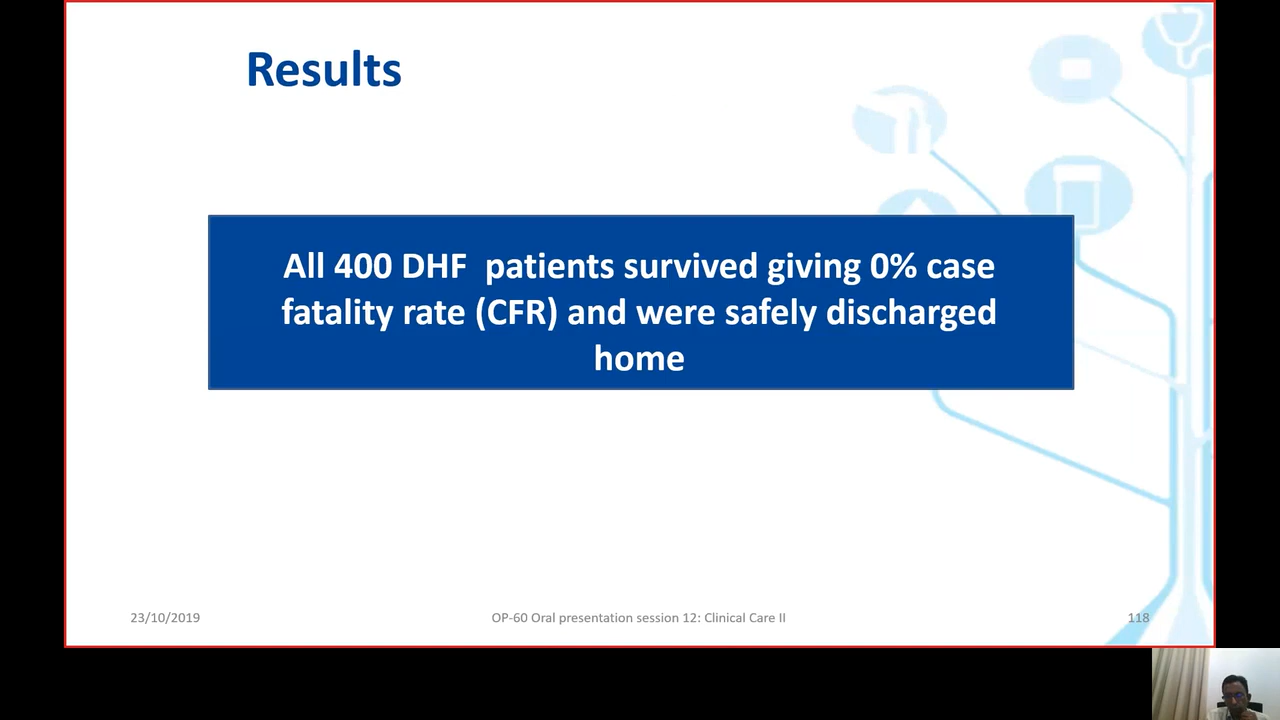 Results
All 400 DHF patients survived giving 0% case
fatality rate (CFR) and were safely discharged
home
23/10/2019
OP-60 Oral presentation session 12: Clinical Care II
118